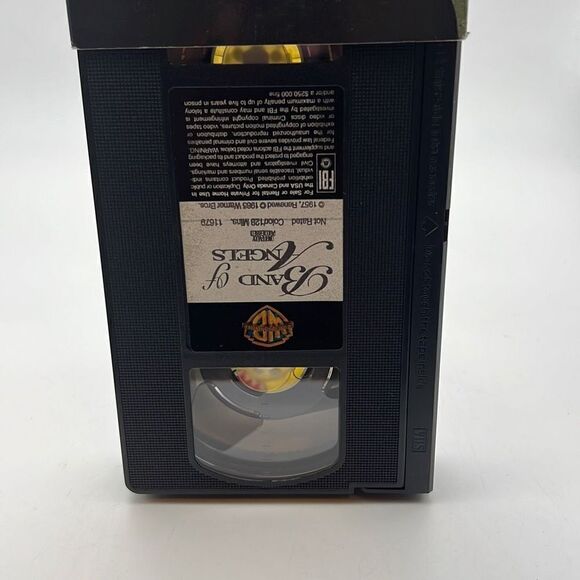 BAND OF
ANGELS
DIGITALLY
PROCESSED
Not Rated Color/128 Mins. 11679
© 1957. Renewed © 1985 Warner Bros.
FBI
For Sale or Rental for Private Home Use in
USA and Canada Only. Duplication or public
exhibition prohibited. Product contains indi-
vidual, traceable serial numbers and markings.
Civil investigators and attorneys have been
engaged to protect the product and its packaging
and supplement the FBI actions noted below. WARNING:
Federal law provides severe civil and criminal penalties
for the unauthorized reproduction, distribution or
exhibition of copyrighted motion pictures, video tapes
or video discs. Criminal copyright infringement is
investigated by the FBI and may constitute a felony
with a maximum penalty of up to five years in prison
and/or a $250,000 fine
VHS